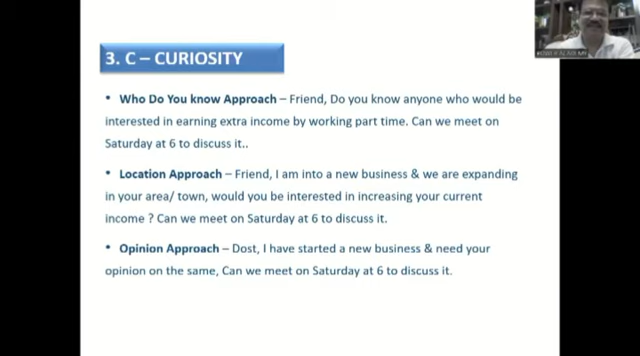 3. C – CURIOSITY
• Who Do You know Approach – Friend, Do you know anyone who would be
interested in earning extra income by working part time. Can we meet on
Saturday at 6 to discuss it..
• Location Approach – Friend, I am into a new business & we are expanding
in your area/ town, would you be interested in increasing your current
income ? Can we meet on Saturday at 6 to discuss it.
• Opinion Approach – Dost, I have started a new business & need your
opinion on the same, Can we meet on Saturday at 6 to discuss it.